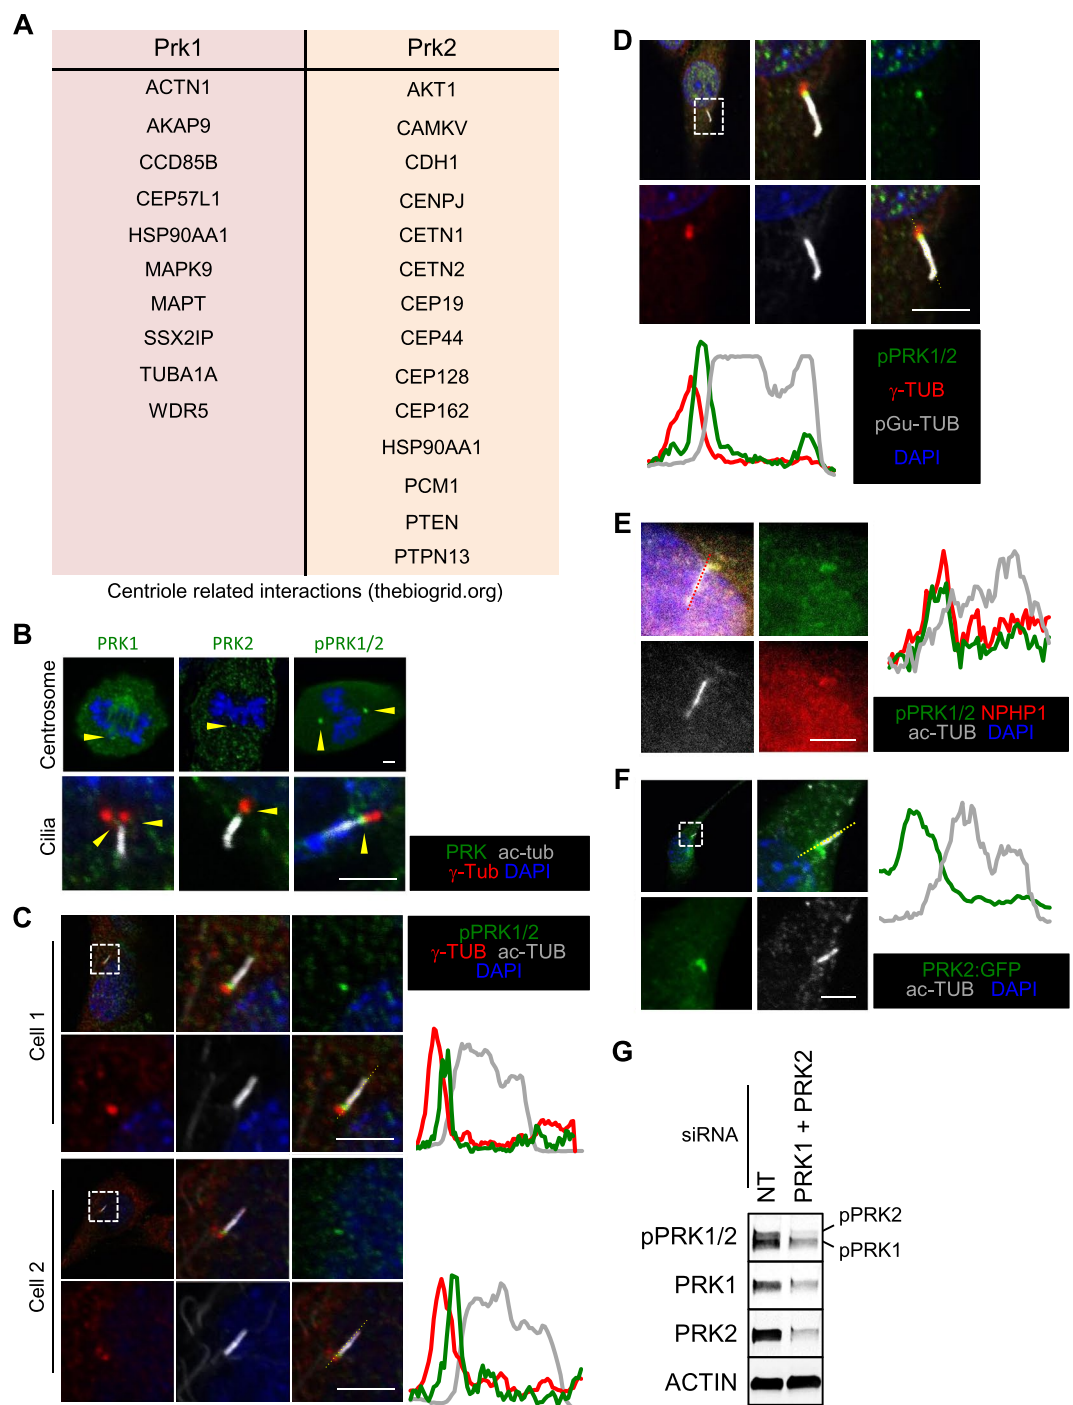 A
Prk1 Prk2
ACTN1 AKT1
AKAP9 CAMKV
CCD85B CDH1
CEP57L1 CENPJ
HSP90AA1 CETN1
MAPK9 CETN2
MAPT CEP19
SSX2IP CEP44
TUBA1A CEP128
WDR5 CEP162
HSP90AA1
PCM1
PTEN
PTPN13
Centriole related interactions (thebiogrid.org)
B
PRK1 PRK2 pPRK1/2
Centrosome
Cilia
PRK ac-tub
γ-Tub DAPI
C
pPRK1/2
γ-TUB ac-TUB
DAPI
Cell 1
Cell 2
D
pPRK1/2
γ-TUB
pGu-TUB
DAPI
E
pPRK1/2 NPHP1
ac-TUB DAPI
F
PRK2:GFP
ac-TUB DAPI
G
siRNA
NT
PRK1 + PRK2
pPRK1/2
pPRK2
pPRK1
PRK1
PRK2
ACTIN